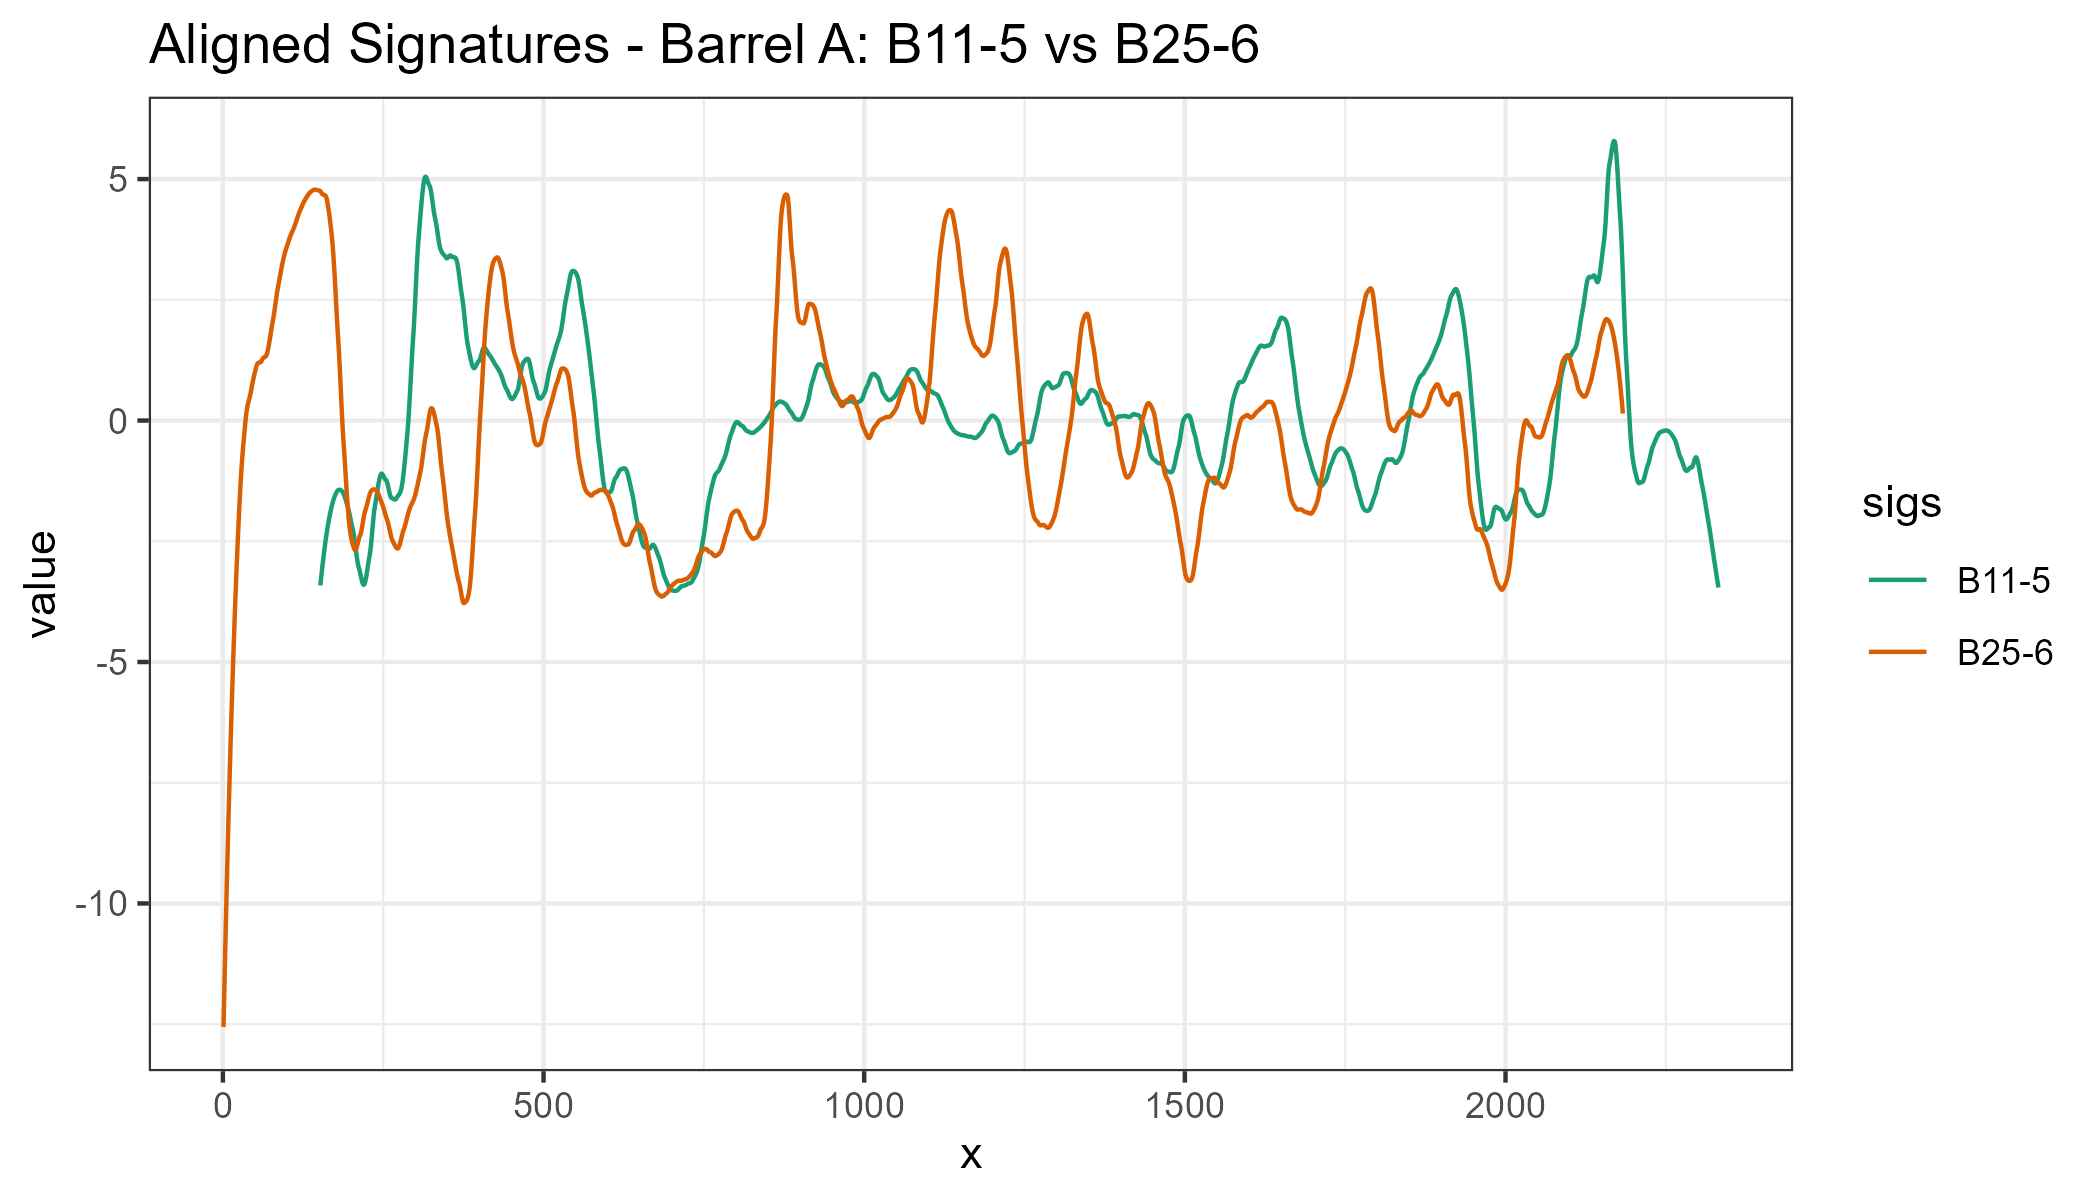 Aligned Signatures - Barrel A: B11-5 vs B25-6
5
0
-5
-10
value
0 500 1000 1500 2000
x
sigs
B11-5
B25-6